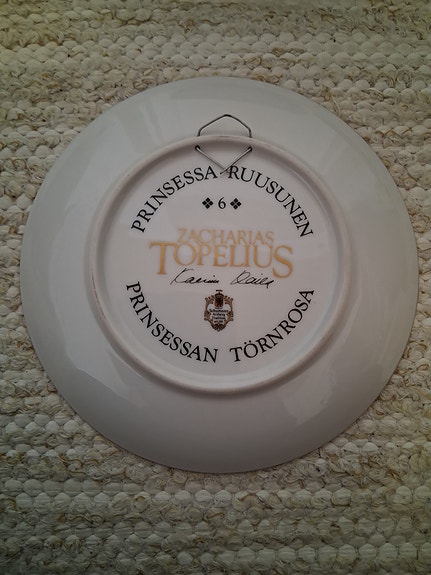 PRINSESSA RUUSUNEN
6
ZACHARIAS
TOPELIUS
PRINSESSAN TÖRNROSA